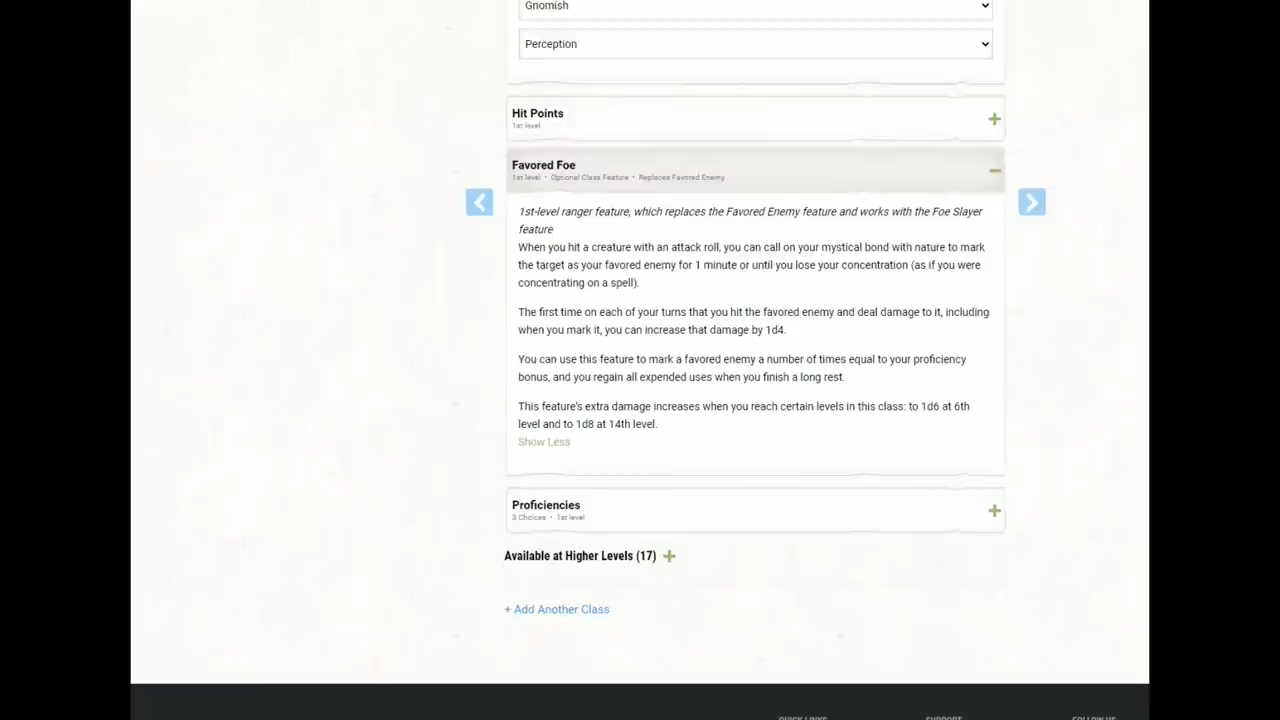 Gnomish
Perception
Hit Points
1st level
Favored Foe
1st level • Optional Class Feature • Replaces Favored Enemy
1st-level ranger feature, which replaces the Favored Enemy feature and works with the Foe Slayer
feature
When you hit a creature with an attack roll, you can call on your mystical bond with nature to mark
the target as your favored enemy for 1 minute or until you lose your concentration (as if you were
concentrating on a spell).
The first time on each of your turns that you hit the favored enemy and deal damage to it, including
when you mark it, you can increase that damage by 1d4.
You can use this feature to mark a favored enemy a number of times equal to your proficiency
bonus, and you regain all expended uses when you finish a long rest.
This feature's extra damage increases when you reach certain levels in this class: to 1d6 at 6th
level and to 1d8 at 14th level.
Show Less
Proficiencies
3 Choices • 1st level
Available at Higher Levels (17)
+ Add Another Class
QUICK LINKS SUPPORT FOLLOW US